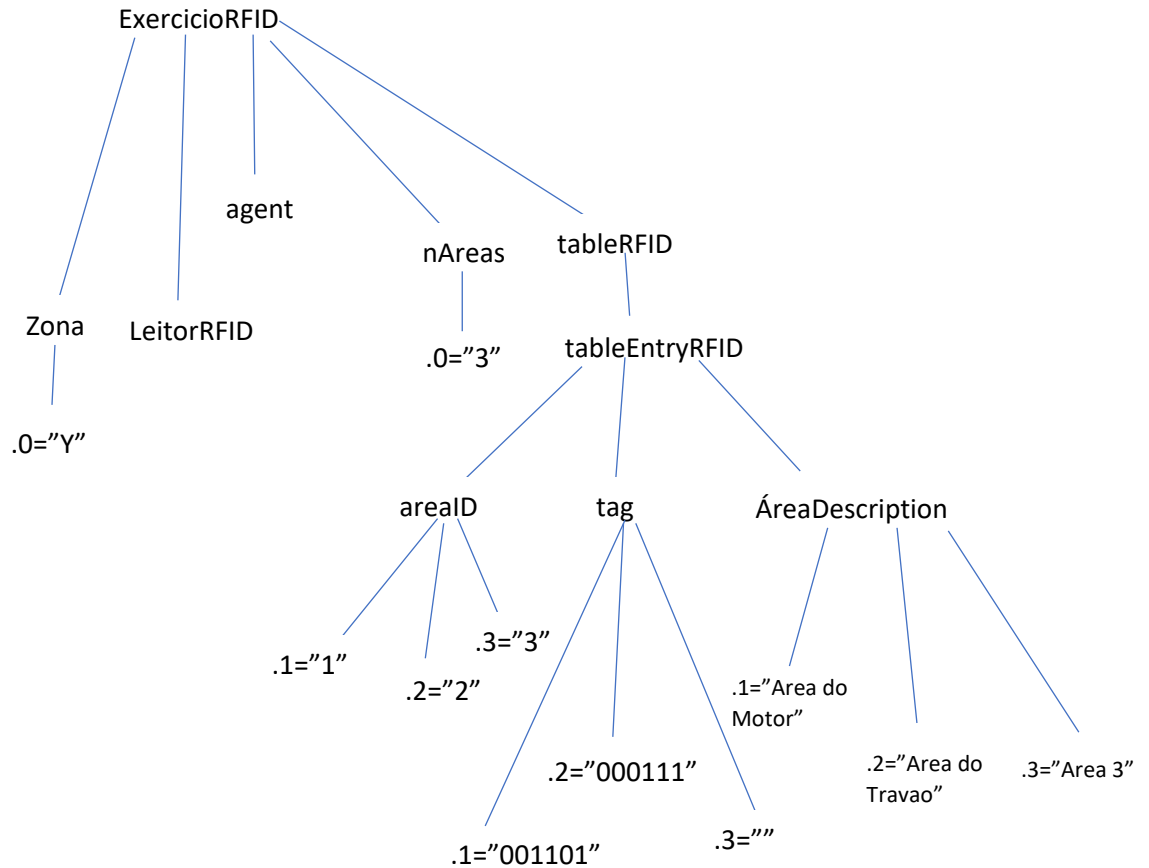 ExercicioRFID
agent
nAreas
tableRFID
Zona
LeitorRFID
.0=”3”
tableEntryRFID
.0=”Y”
areaID
tag
ÁreaDescription
.1=”1”
.2=”2”
.3=”3”
.1=”001101”
.2=”000111”
.3=””
.1=”Area do
Motor”
.2=”Area do
Travao”
.3=”Area 3”